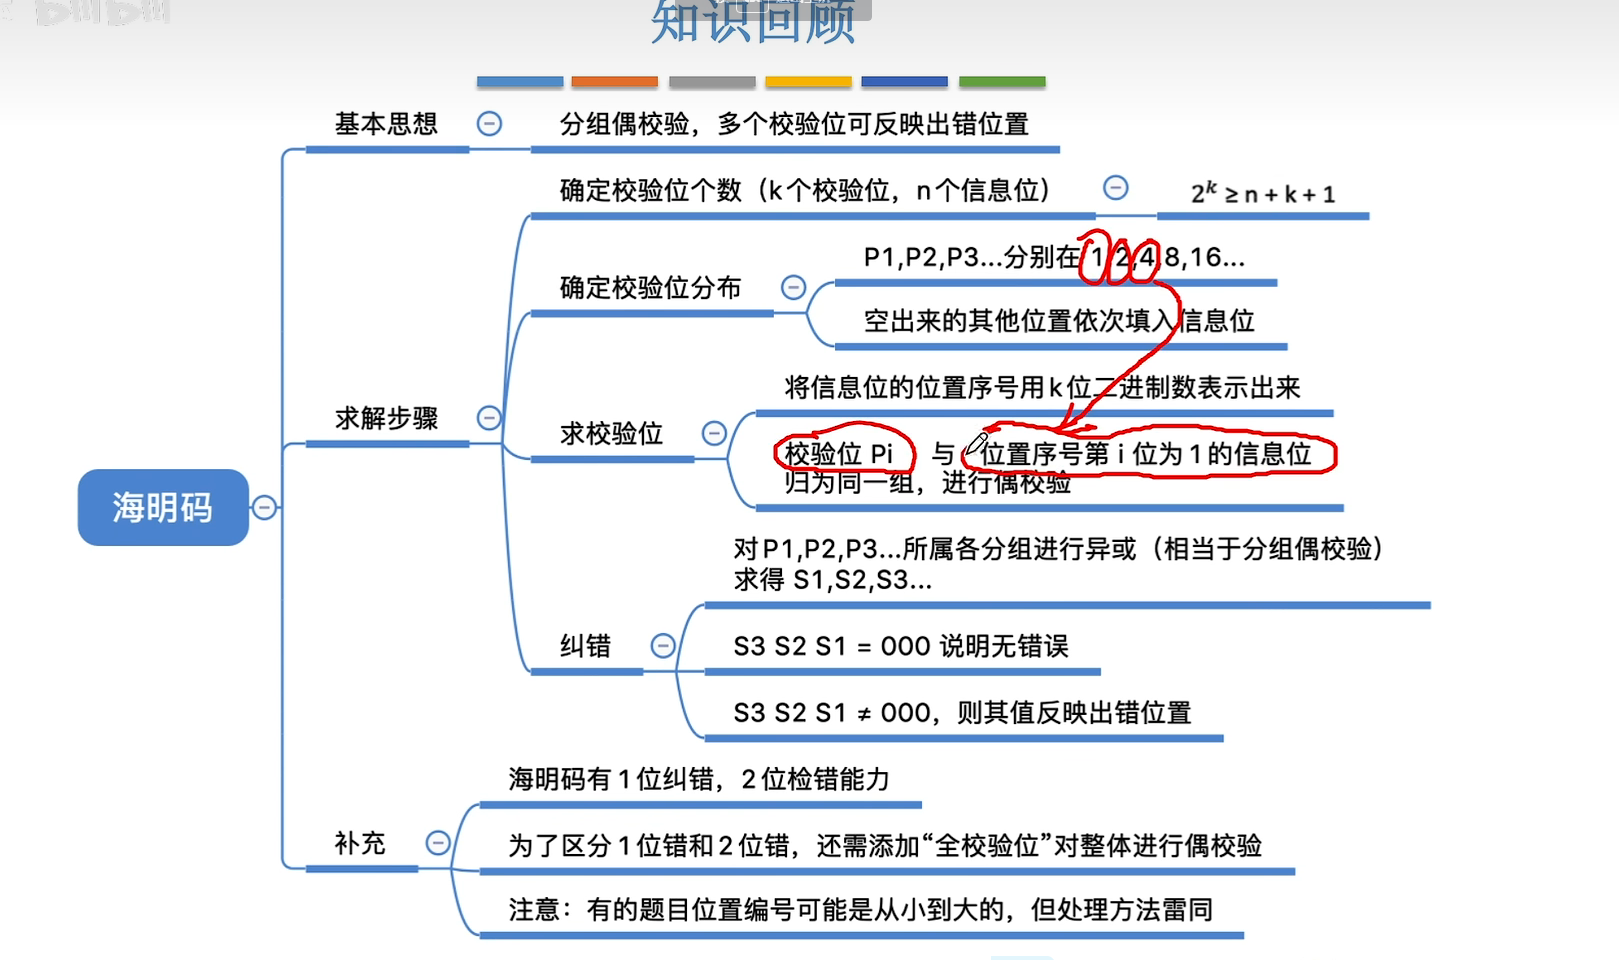 知识回顾
基本思想
分组偶校验，多个校验位可反映出错位置
确定校验位个数（k个校验位，n个信息位）
2^k ≥ n + k + 1
确定校验位分布
P1,P2,P3...分别在 1,2,4,8,16...
空出来的其他位置依次填入信息位
求解步骤
求校验位
将信息位的位置序号用k位二进制数表示出来
校验位 Pi 与 位置序号第 i 位为 1 的信息位
归为同一组，进行偶校验
海明码
纠错
对P1,P2,P3...所属各分组进行异或（相当于分组偶校验）
求得 S1,S2,S3...
S3 S2 S1 = 000 说明无错误
S3 S2 S1 ≠ 000，则其值反映出错位置
补充
海明码有 1 位纠错，2 位检错能力
为了区分 1 位错和 2 位错，还需添加“全校验位”对整体进行偶校验
注意：有的题目位置编号可能是从小到大的，但处理方法雷同